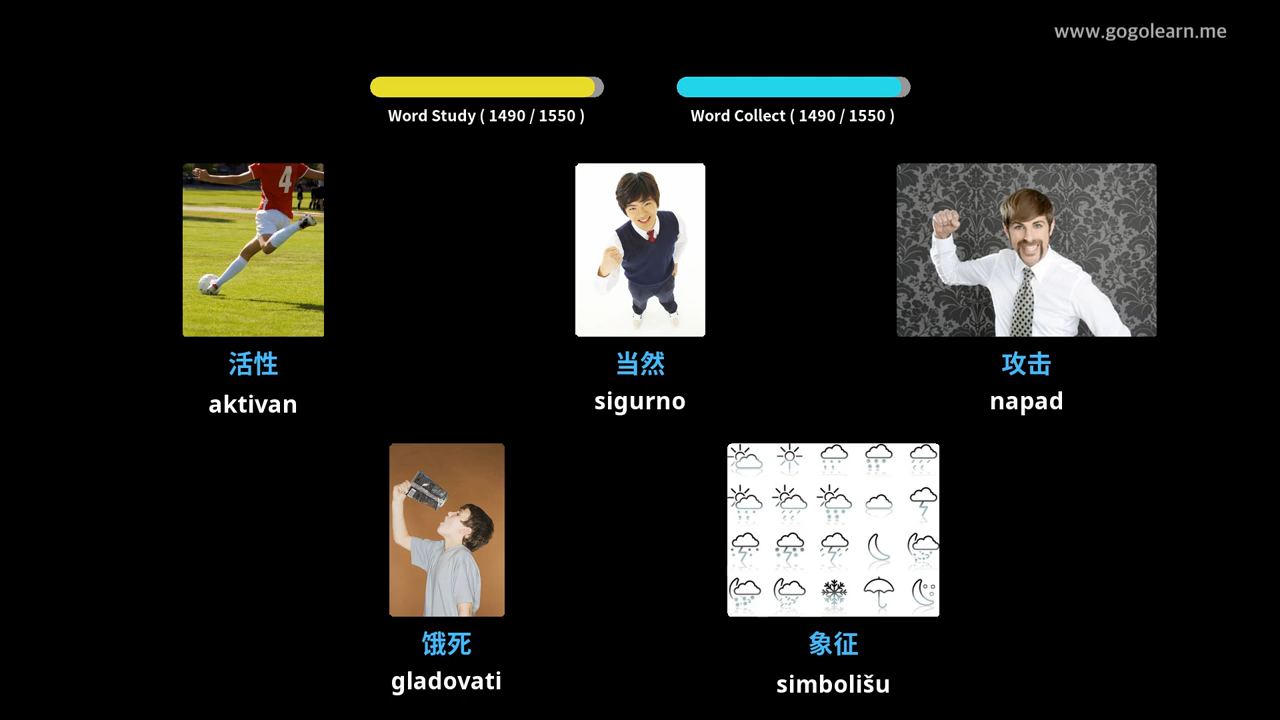 www.gogolearn.me
Word Study ( 1490 / 1550 )
Word Collect ( 1490 / 1550 )
4
活性
aktivan
当然
sigurno
攻击
napad
饿死
gladovati
象征
simbolišu